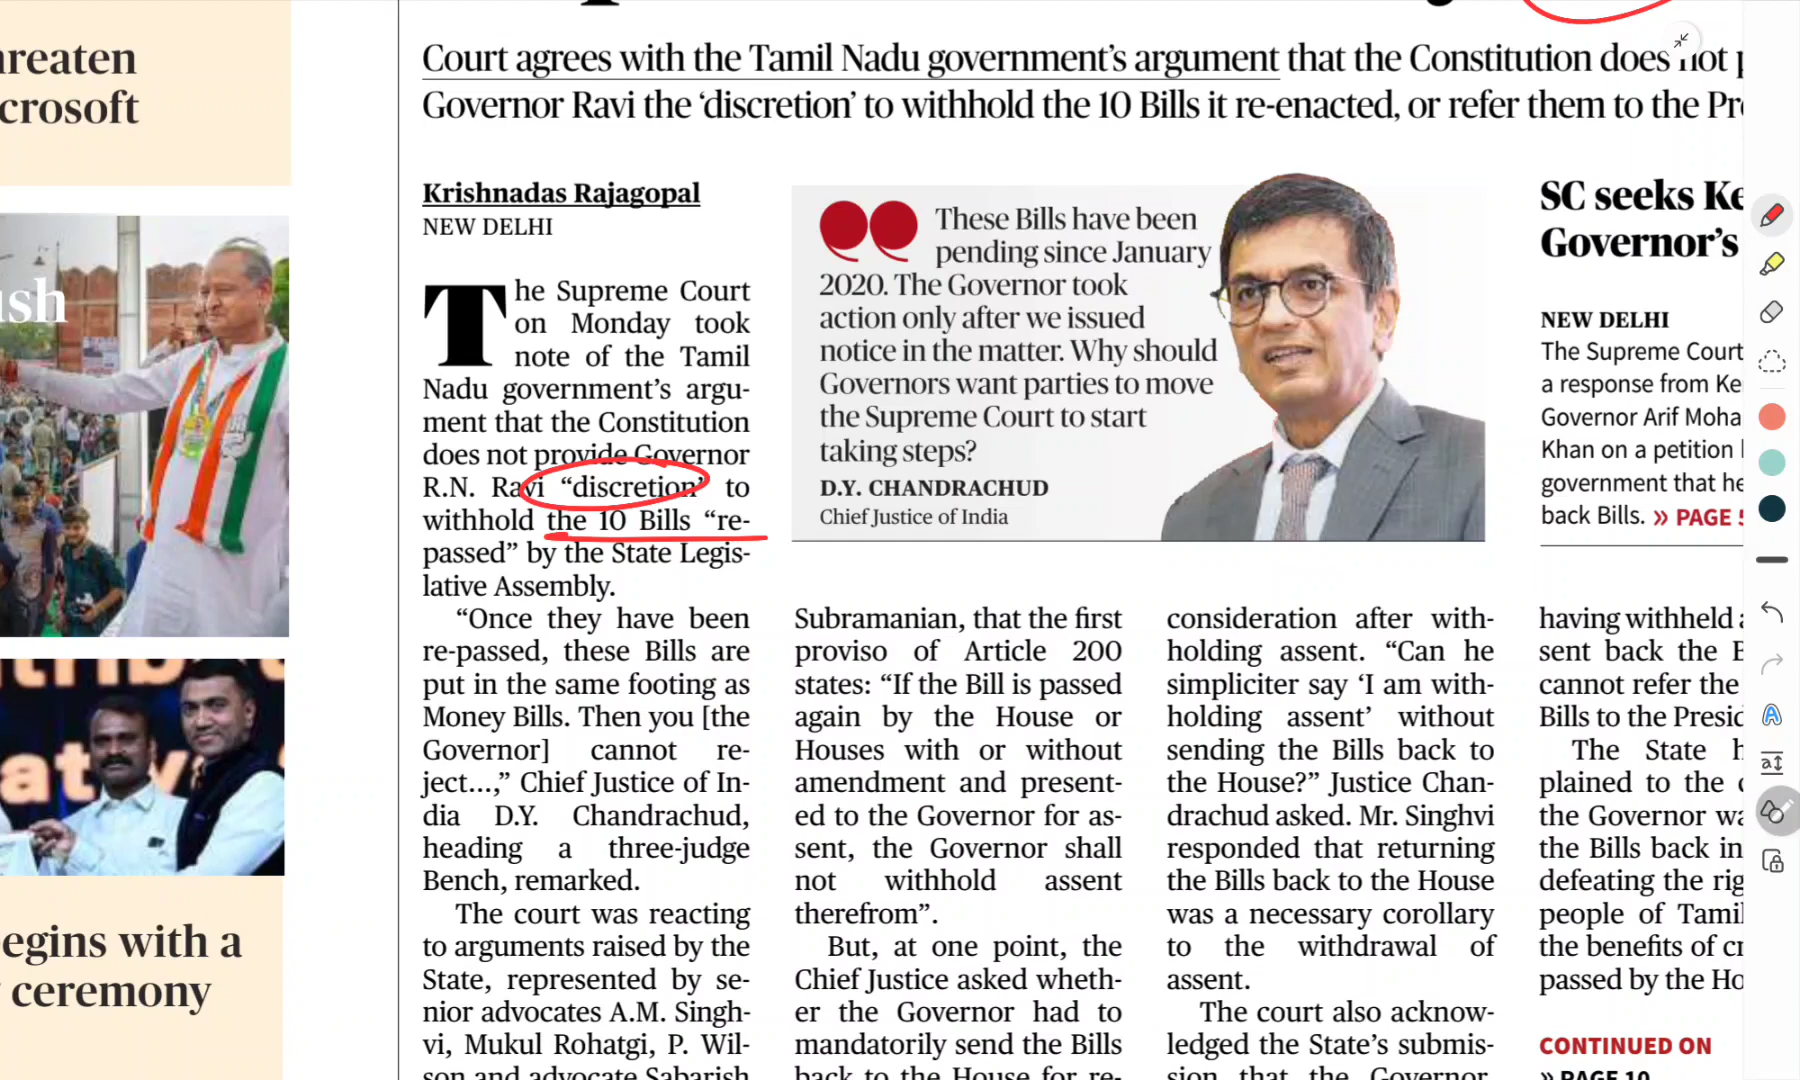 reaten
crosoft
ush
egins with a
ceremony
Court agrees with the Tamil Nadu government’s argument that the Constitution does not
Governor Ravi the ‘discretion’ to withhold the 10 Bills it re-enacted, or refer them to the Pr
Krishnadas Rajagopal
NEW DELHI
The Supreme Court
on Monday took
note of the Tamil
Nadu government’s argu-
ment that the Constitution
does not provide Governor
R.N. Ravi “discretion” to
withhold the 10 Bills “re-
passed” by the State Legis-
lative Assembly.
“Once they have been
re-passed, these Bills are
put in the same footing as
Money Bills. Then you [the
Governor] cannot re-
ject...,” Chief Justice of In-
dia D.Y. Chandrachud,
heading a three-judge
Bench, remarked.
The court was reacting
to arguments raised by the
State, represented by se-
nior advocates A.M. Singh-
vi, Mukul Rohatgi, P. Wil-
son and advocate Sabarish
These Bills have been
pending since January
2020. The Governor took
action only after we issued
notice in the matter. Why should
Governors want parties to move
the Supreme Court to start
taking steps?
D.Y. CHANDRACHUD
Chief Justice of India
Subramanian, that the first
proviso of Article 200
states: “If the Bill is passed
again by the House or
Houses with or without
amendment and present-
ed to the Governor for as-
sent, the Governor shall
not withhold assent
therefrom”.
But, at one point, the
Chief Justice asked wheth-
er the Governor had to
mandatorily send the Bills
back to the House for re-
consideration after with-
holding assent. “Can he
simpliciter say ‘I am with-
holding assent’ without
sending the Bills back to
the House?” Justice Chan-
drachud asked. Mr. Singhvi
responded that returning
the Bills back to the House
was a necessary corollary
to the withdrawal of
assent.
The court also acknow-
ledged the State’s submis-
sion that the Governor,
SC seeks Ke
Governor’s
NEW DELHI
The Supreme Court
a response from Ke
Governor Arif Moha
Khan on a petition
government that he
back Bills. » PAGE 5
having withheld a
sent back the B
cannot refer the
Bills to the Presid
The State h
plained to the c
the Governor wa
the Bills back in
defeating the rig
people of Tamil
the benefits of cr
passed by the Ho
CONTINUED ON
» PAGE 10